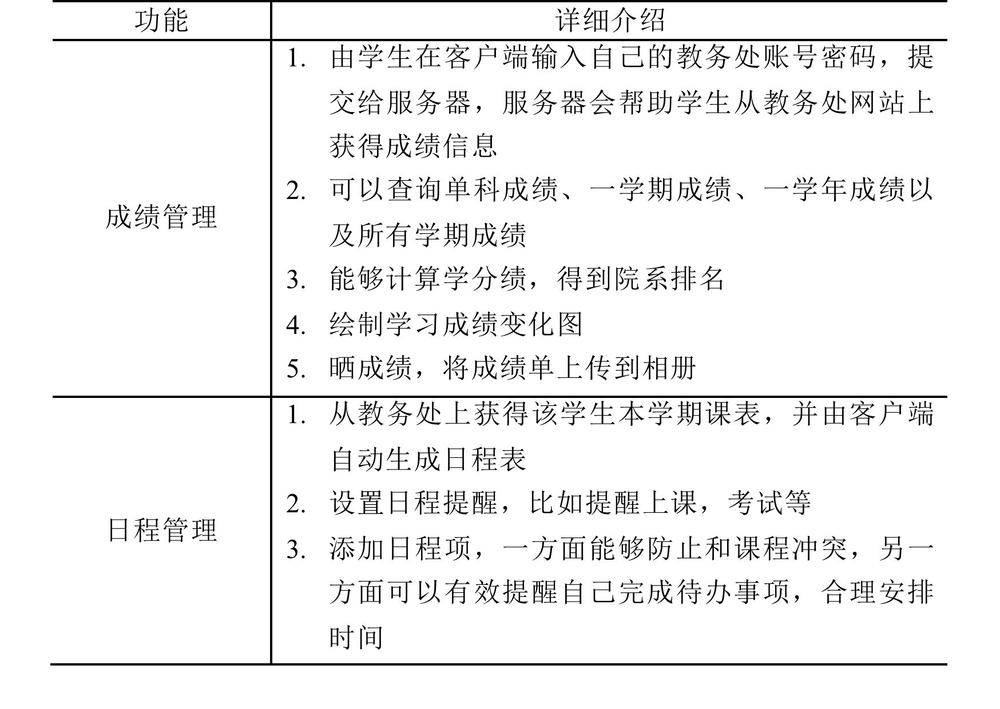 功能
详细介绍
成绩管理
1. 由学生在客户端输入自己的教务处账号密码，提
交给服务器，服务器会帮助学生从教务处网站上
获得成绩信息
2. 可以查询单科成绩、一学期成绩、一学年成绩以
及所有学期成绩
3. 能够计算学分绩，得到院系排名
4. 绘制学习成绩变化图
5. 晒成绩，将成绩单上传到相册
日程管理
1. 从教务处上获得该学生本学期课表，并由客户端
自动生成日程表
2. 设置日程提醒，比如提醒上课，考试等
3. 添加日程项，一方面能够防止和课程冲突，另一
方面可以有效提醒自己完成待办事项，合理安排
时间